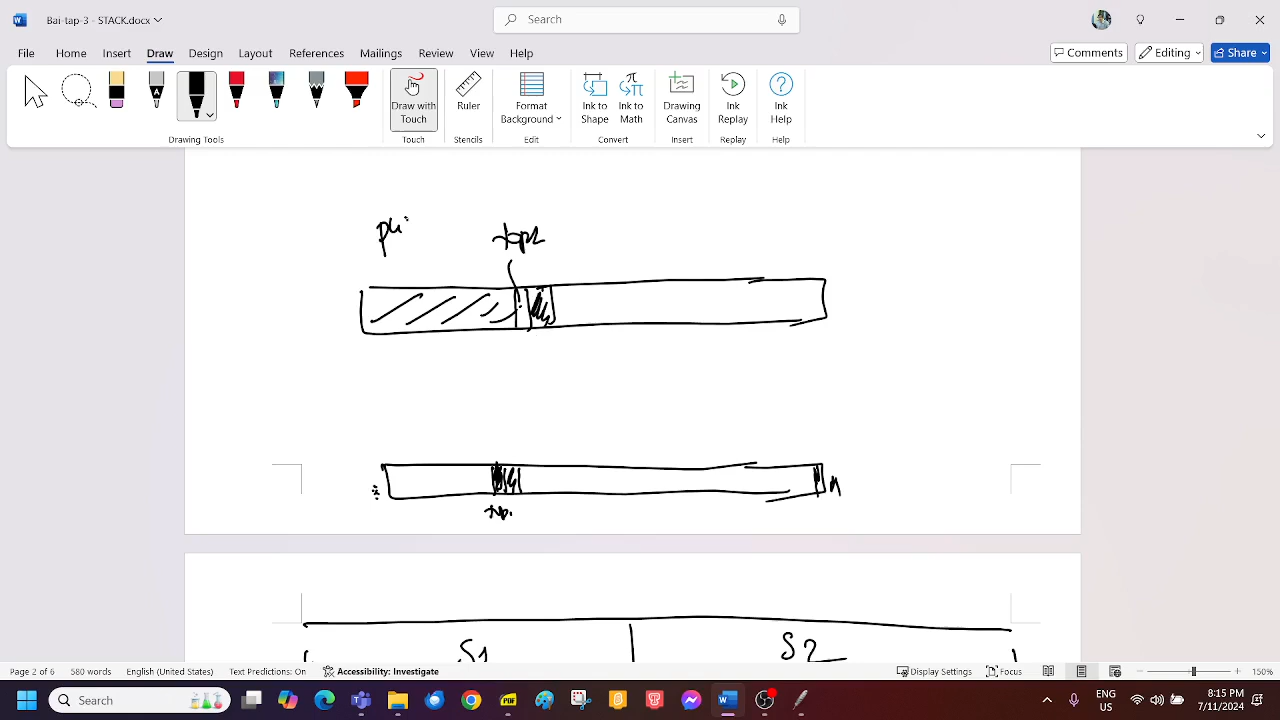 Bai-tap-3 - STACK.docx
Search
File Home Insert Draw Design Layout References Mailings Review View Help
Comments Editing Share
Draw with Touch
Ruler
Format Background
Ink to Shape
Ink to Math
Drawing Canvas
Ink Replay
Ink Help
Drawing Tools Touch Stencils Edit Convert Insert Replay Help
S1 S2
Page 2 of 6 580 words English (United States) Text Predictions: On Accessibility: Investigate Display Settings Focus 150%
Search
ENG 8:15 PM
US 7/11/2024